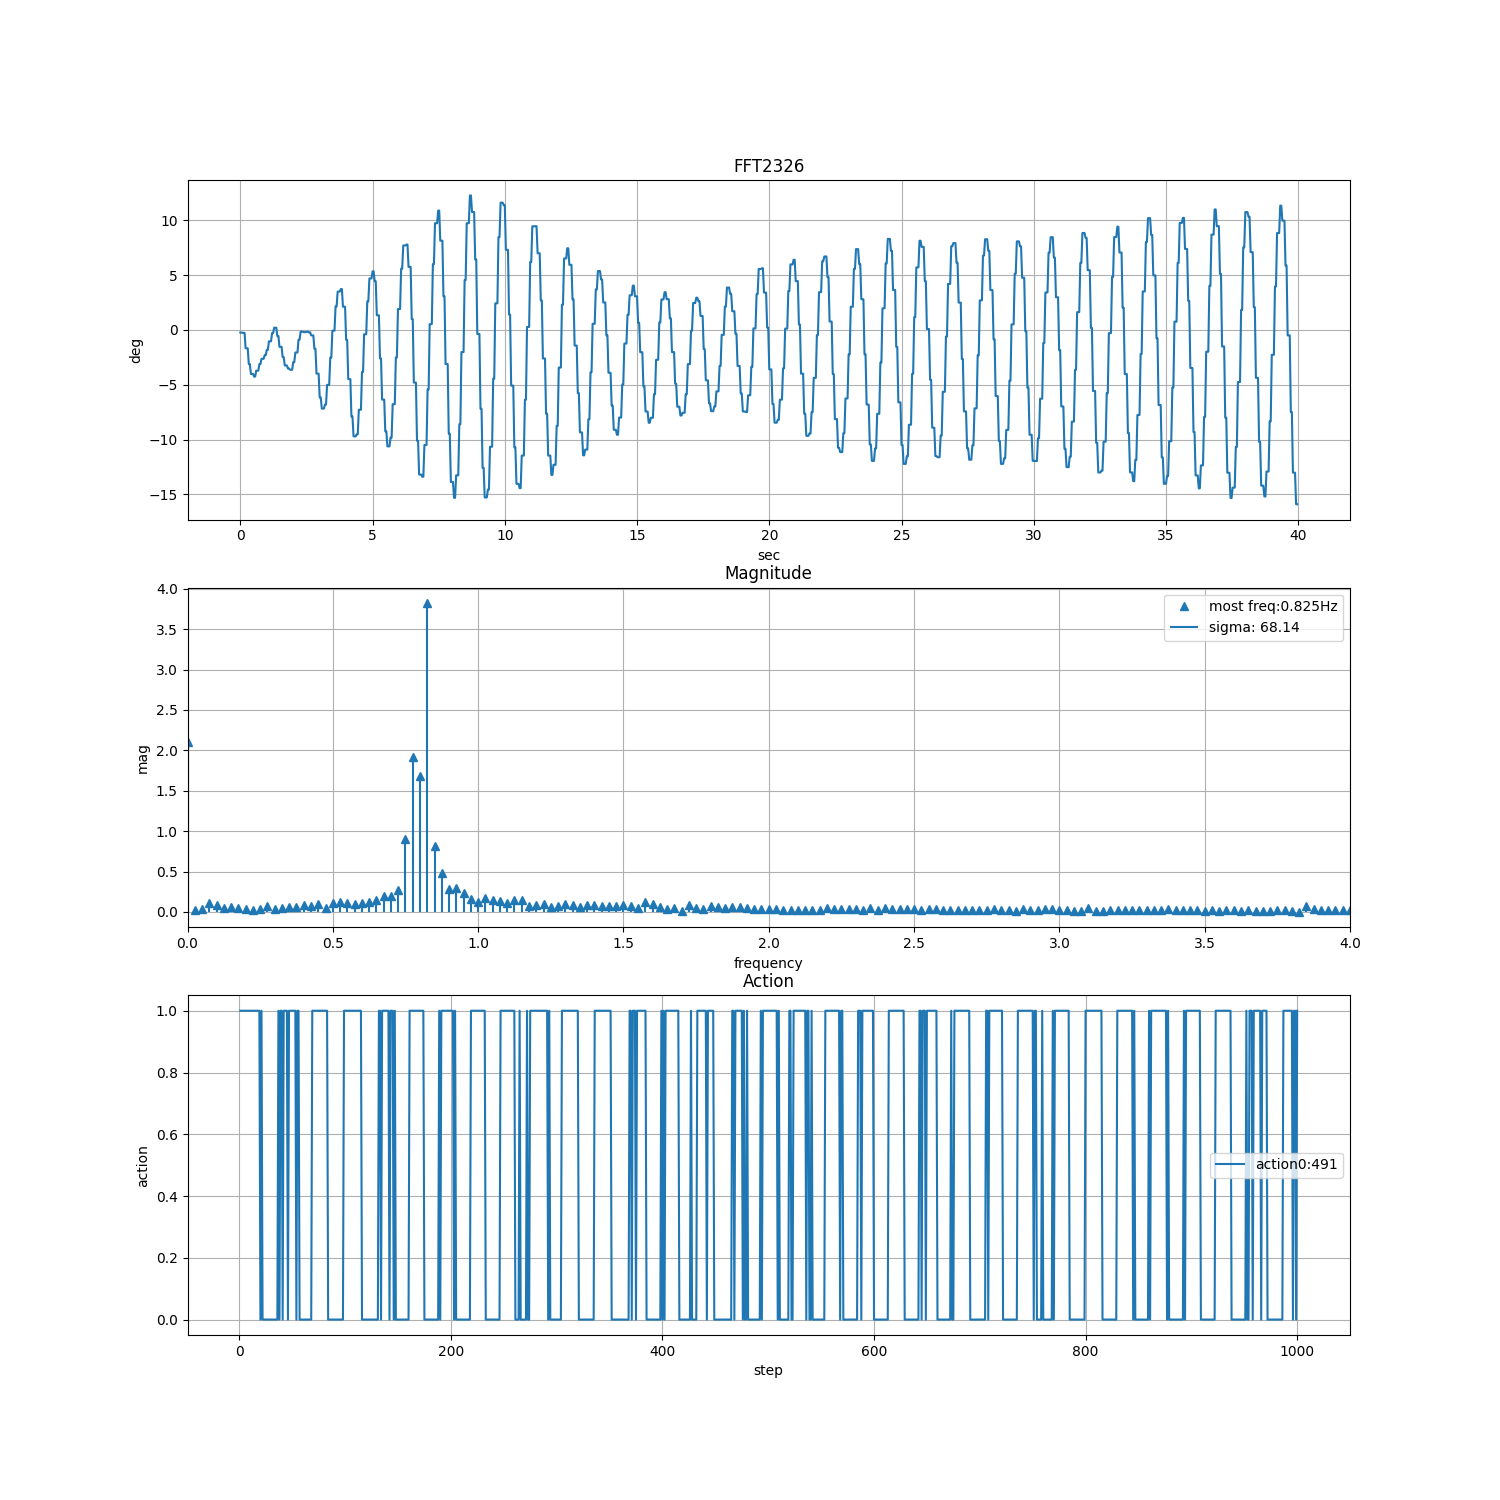 FFT2326
10
5
0
−5
−10
−15
deg
0 5 10 15 20 25 30 35 40
sec
Magnitude
4.0
3.5
3.0
2.5
2.0
1.5
1.0
0.5
0.0
mag
most freq:0.825Hz
sigma: 68.14
0.0 0.5 1.0 1.5 2.0 2.5 3.0 3.5 4.0
frequency
Action
1.0
0.8
0.6
0.4
0.2
0.0
action
action0:491
0 200 400 600 800 1000
step